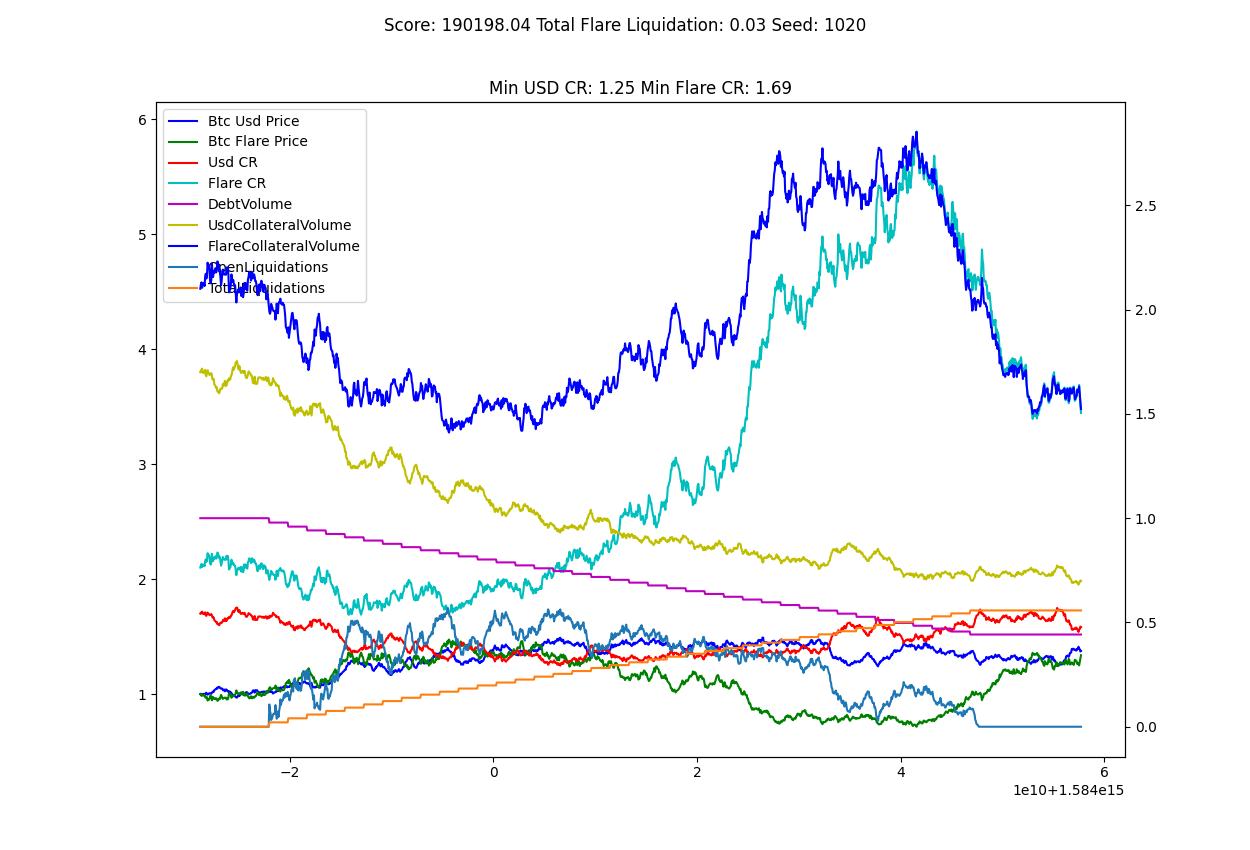 Score: 190198.04 Total Flare Liquidation: 0.03 Seed: 1020
Min USD CR: 1.25 Min Flare CR: 1.69
Btc Usd Price
Btc Flare Price
Usd CR
Flare CR
DebtVolume
UsdCollateralVolume
FlareCollateralVolume
OpenLiquidations
TotalLiquidations
6
5
4
3
2
1
2.5
2.0
1.5
1.0
0.5
0.0
−2
0
2
4
6
1e10+1.584e15